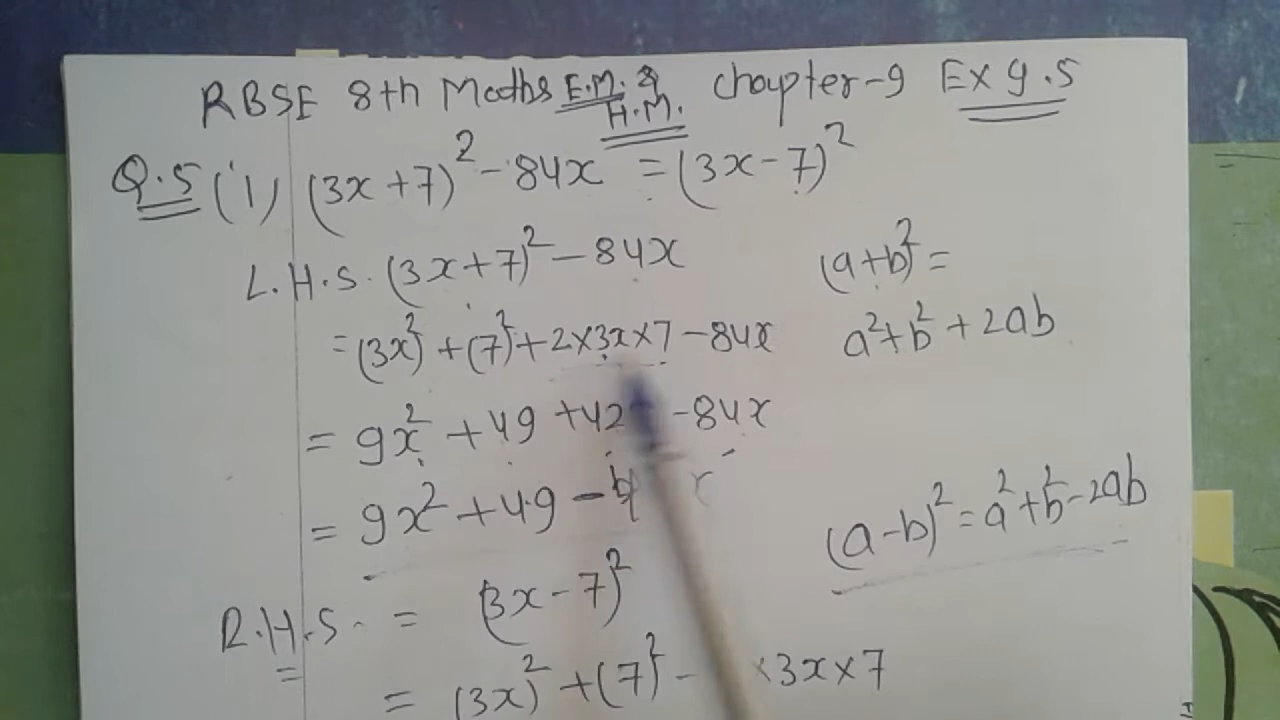 RBSE 8th Maths E.M. & H.M. chapter-9 Ex 9.5
Q.5 (i) (3x+7)² - 84x = (3x-7)²
L.H.S. (3x+7)² - 84x
(a+b)² =
= (3x)² + (7)² + 2×3x×7 - 84x
a²+b²+2ab
= 9x² + 49 + 42 - 84x
= 9x² + 49 - 4 x
(a-b)² = a²+b²-2ab
R.H.S. = (3x-7)²
= (3x)² + (7)² - ×3x×7